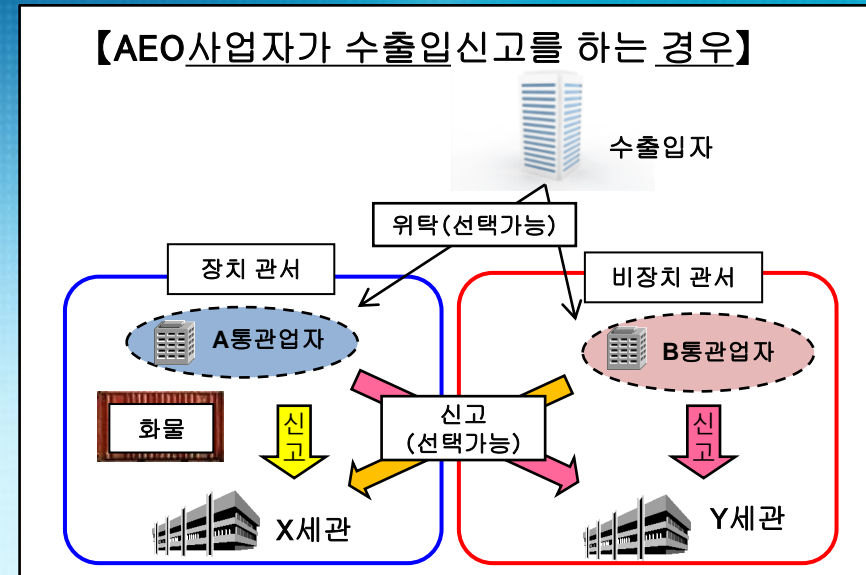 【AEO사업자가 수출입신고를 하는 경우】
수출입자
위탁(선택가능)
장치 관서
비장치 관서
A통관업자
B통관업자
화물
신고
신고
(선택가능)
신고
X세관
Y세관